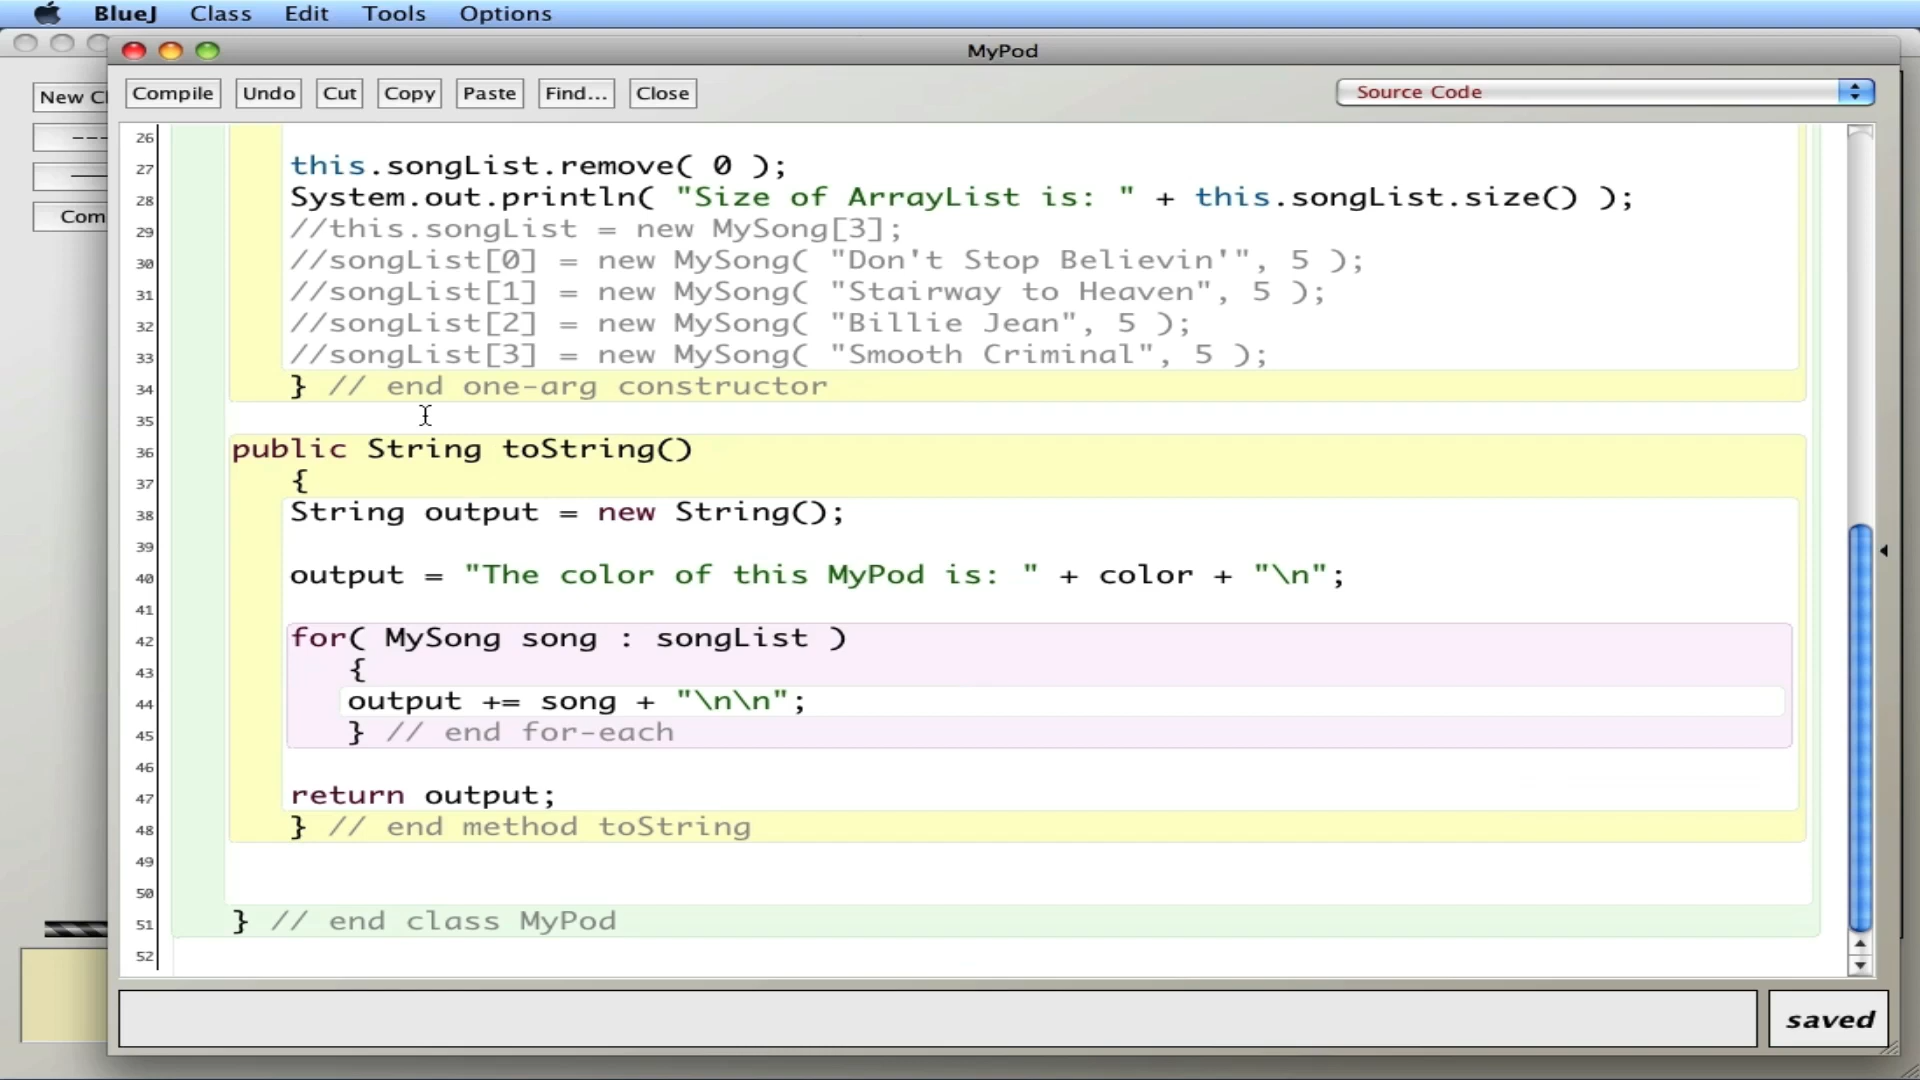 BlueJ Class Edit Tools Options
MyPod
New Cl
Compile Undo Cut Copy Paste Find... Close Source Code
Com
26
27 this.songList.remove( 0 );
28 System.out.println( "Size of ArrayList is: " + this.songList.size() );
29 //this.songList = new MySong[3];
30 //songList[0] = new MySong( "Don't Stop Believin'", 5 );
31 //songList[1] = new MySong( "Stairway to Heaven", 5 );
32 //songList[2] = new MySong( "Billie Jean", 5 );
33 //songList[3] = new MySong( "Smooth Criminal", 5 );
34 } // end one-arg constructor
35
36 public String toString()
37 {
38 String output = new String();
39
40 output = "The color of this MyPod is: " + color + "\n";
41
42 for( MySong song : songList )
43 {
44 output += song + "\n\n";
45 } // end for-each
46
47 return output;
48 } // end method toString
49
50
51 } // end class MyPod
52
saved